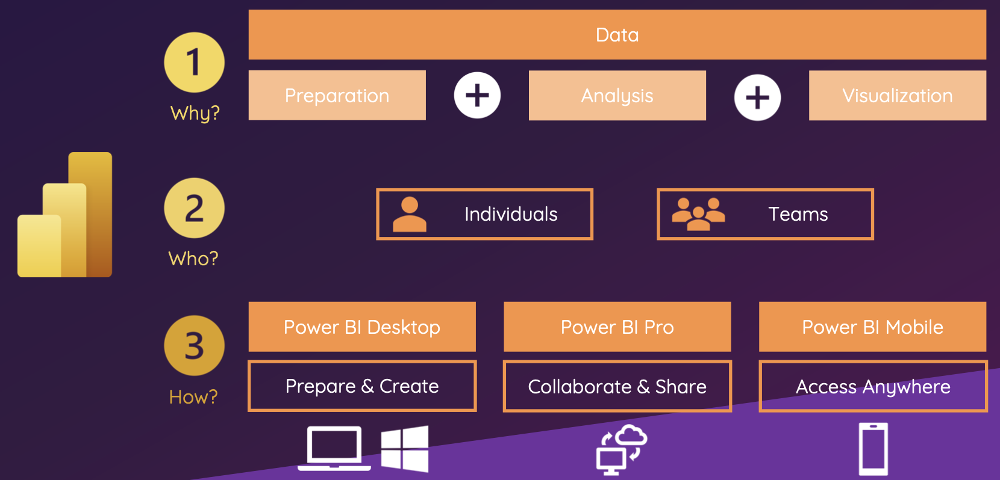 1
Why?
Data
Preparation + Analysis + Visualization
2
Who?
Individuals
Teams
3
How?
Power BI Desktop
Prepare & Create
Power BI Pro
Collaborate & Share
Power BI Mobile
Access Anywhere